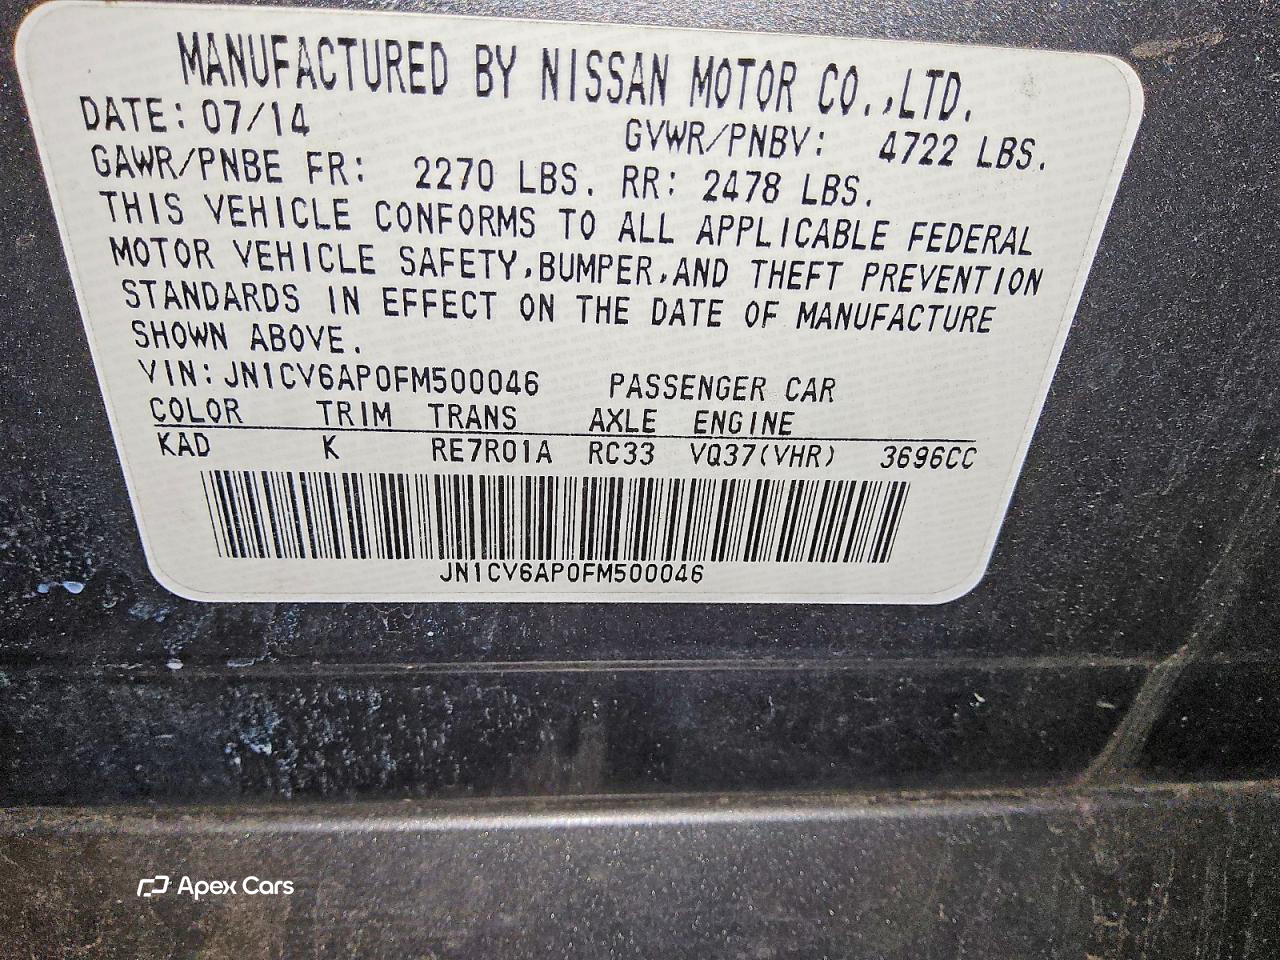 MANUFACTURED BY NISSAN MOTOR CO.,LTD.
DATE: 07/14 GVWR/PNBV: 4722 LBS.
GAWR/PNBE FR: 2270 LBS. RR: 2478 LBS.
THIS VEHICLE CONFORMS TO ALL APPLICABLE FEDERAL
MOTOR VEHICLE SAFETY,BUMPER,AND THEFT PREVENTION
STANDARDS IN EFFECT ON THE DATE OF MANUFACTURE
SHOWN ABOVE.
VIN: JN1CV6AP0FM500046 PASSENGER CAR
COLOR TRIM TRANS AXLE ENGINE
KAD K RE7R01A RC33 VQ37(VHR) 3696CC
JN1CV6AP0FM500046
Apex Cars